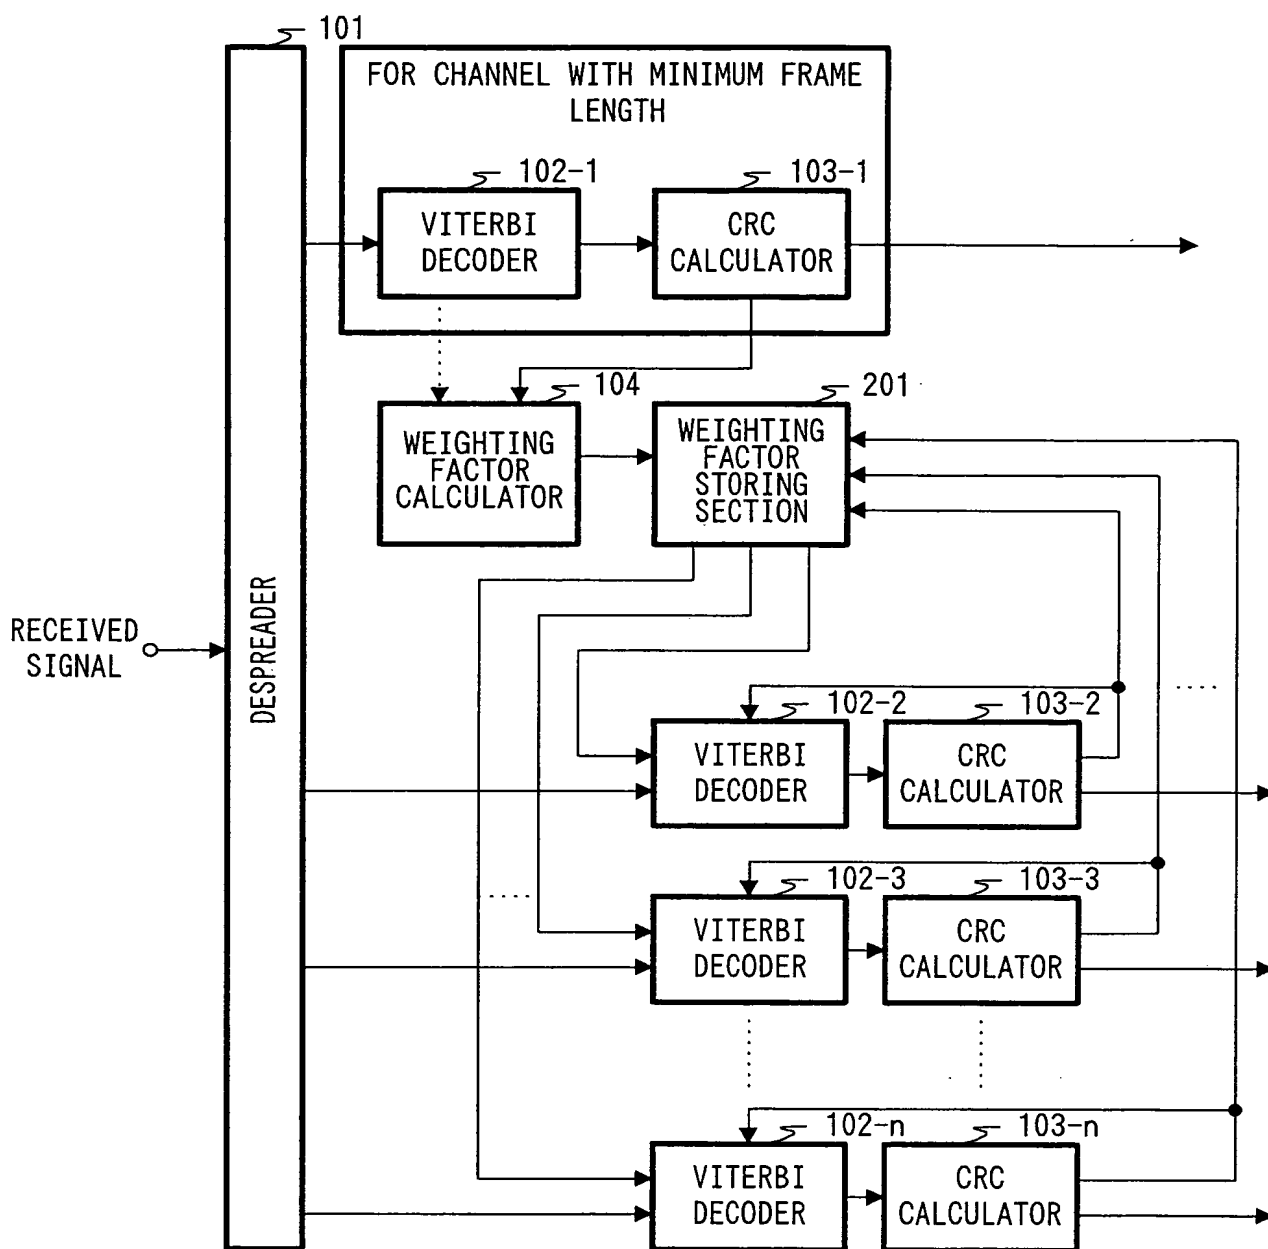 101
FOR CHANNEL WITH MINIMUM FRAME
LENGTH
102-1
103-1
VITERBI
DECODER
CRC
CALCULATOR
104
201
WEIGHTING
FACTOR
CALCULATOR
WEIGHTING
FACTOR
STORING
SECTION
DESPREADER
RECEIVED
SIGNAL
102-2
103-2
VITERBI
DECODER
CRC
CALCULATOR
102-3
103-3
VITERBI
DECODER
CRC
CALCULATOR
102-n
103-n
VITERBI
DECODER
CRC
CALCULATOR